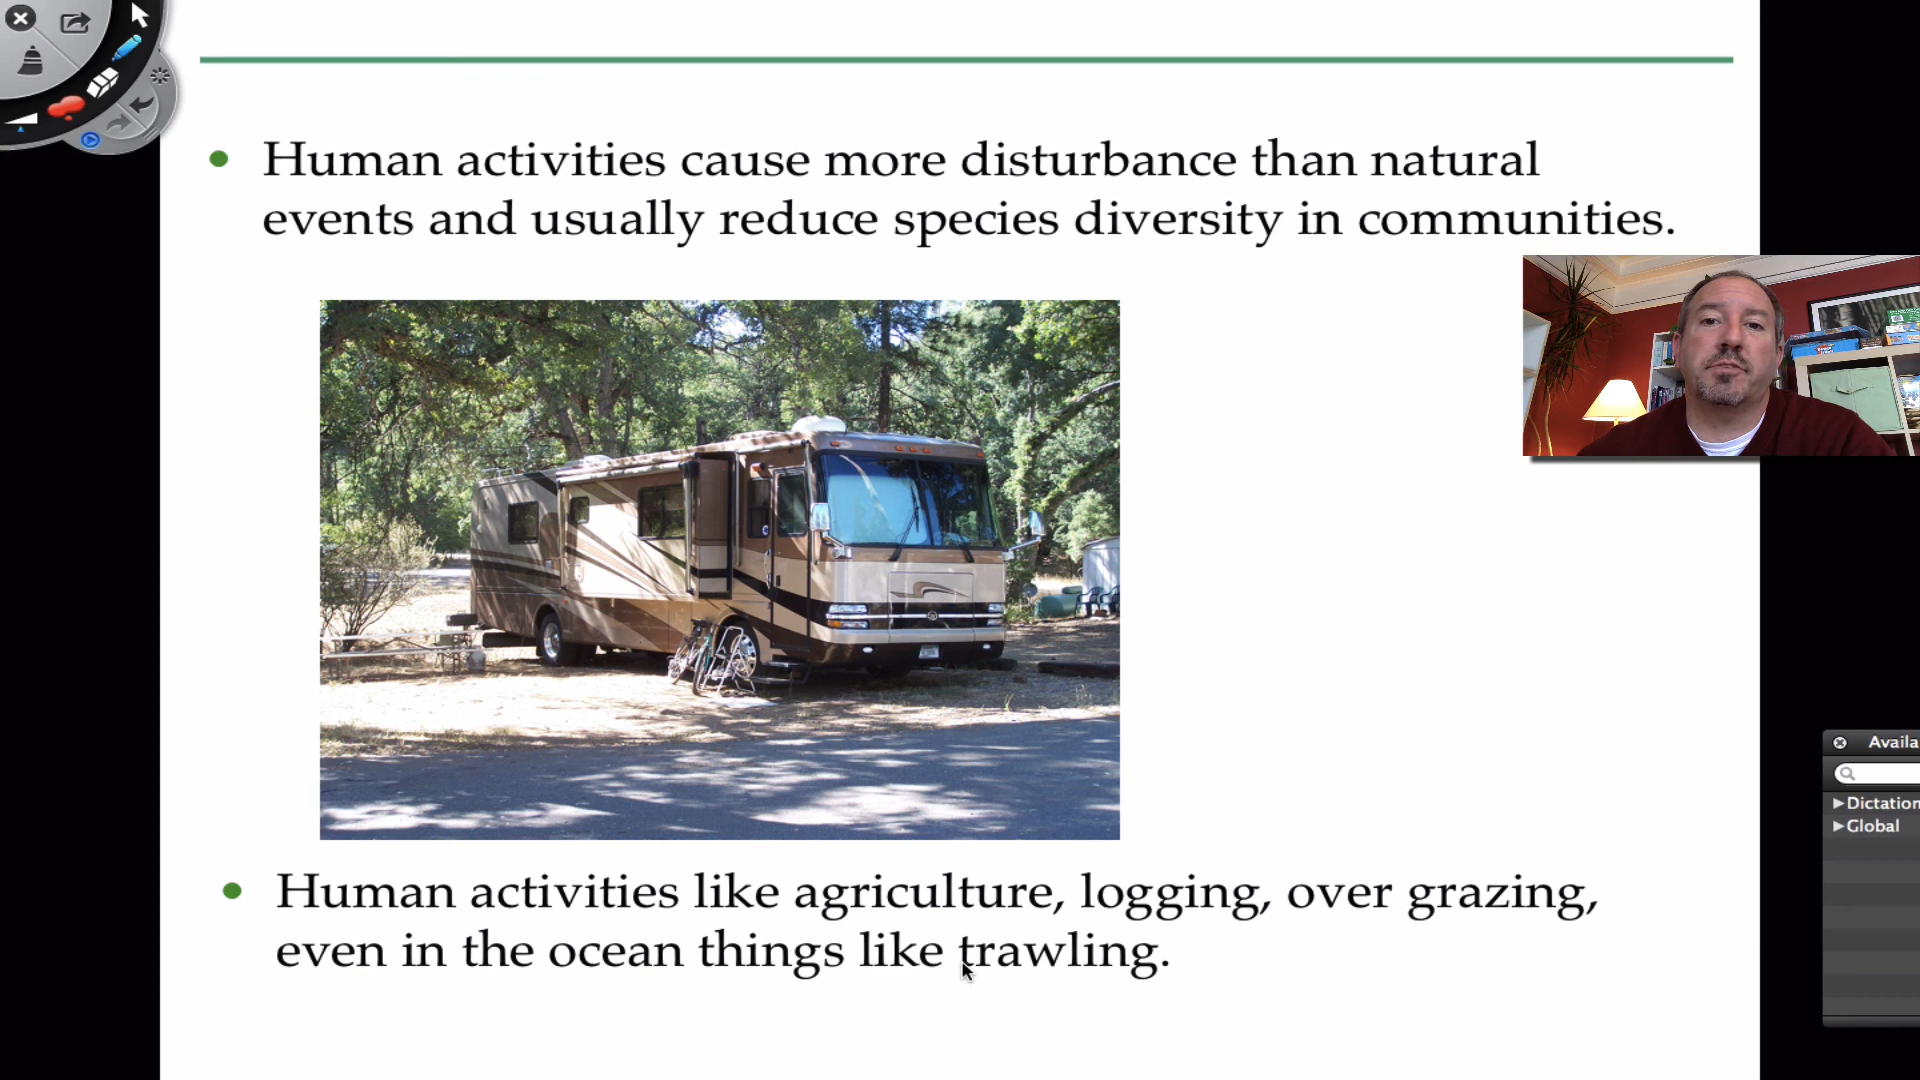 Human activities cause more disturbance than natural
events and usually reduce species diversity in communities.
Availa
Dictation
Global
Human activities like agriculture, logging, over grazing,
even in the ocean things like trawling.